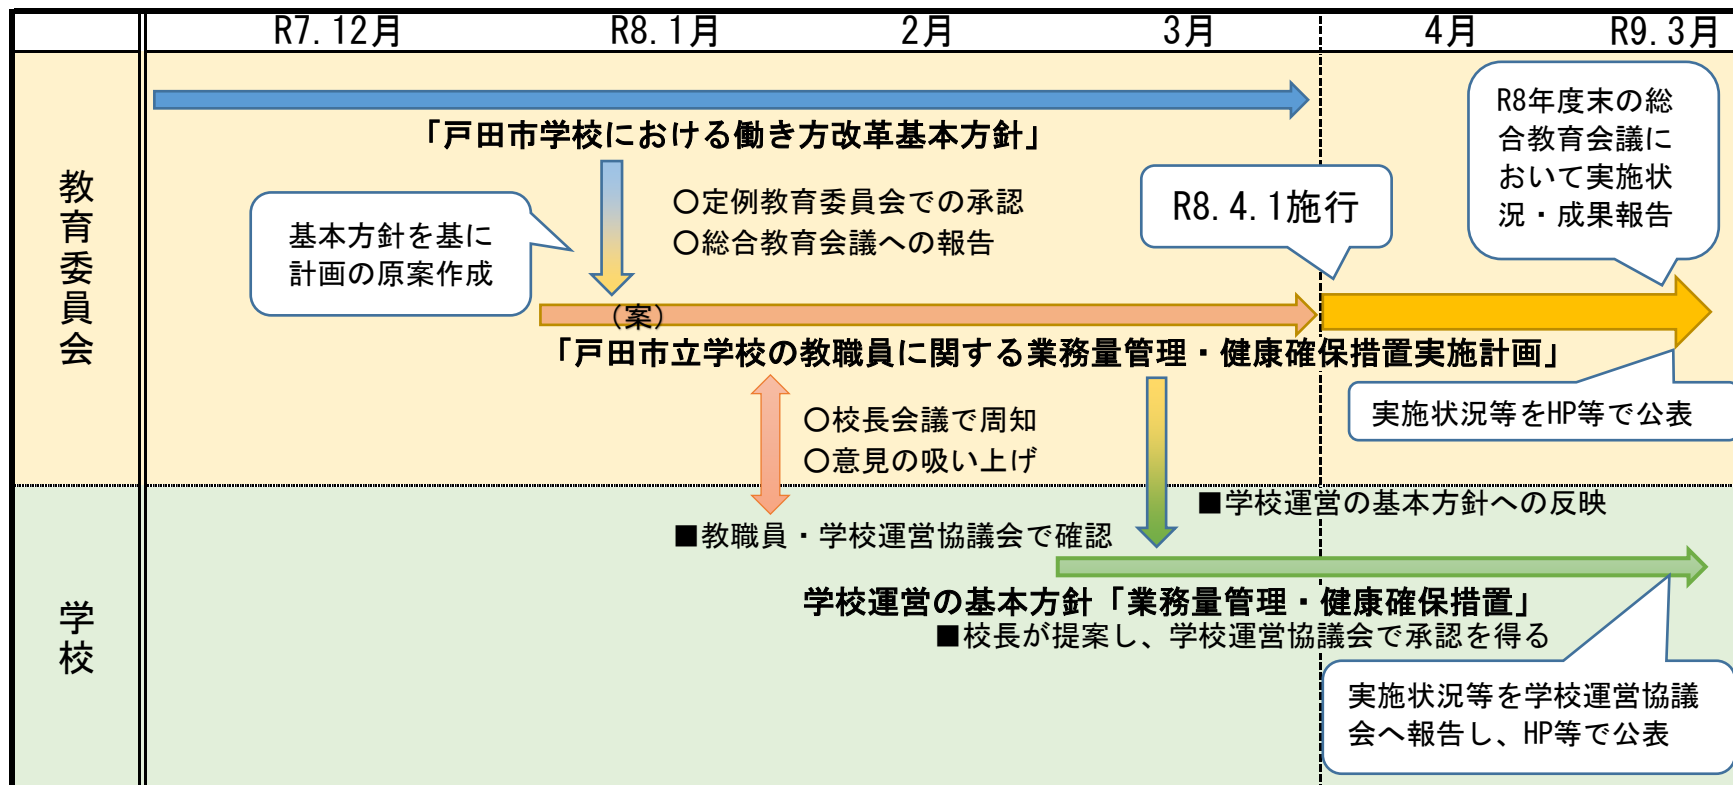 R7.12月 R8.1月 2月 3月 4月 R9.3月
教育委員会
「戸田市学校における働き方改革基本方針」
R8年度末の総
合教育会議に
おいて実施状
況・成果報告
基本方針を基に
計画の原案作成
〇定例教育委員会での承認
〇総合教育会議への報告
R8.4.1施行
（案）
「戸田市立学校の教職員に関する業務量管理・健康確保措置実施計画」
〇校長会議で周知
〇意見の吸い上げ
実施状況等をHP等で公表
学校
■学校運営の基本方針への反映
■教職員・学校運営協議会で確認
学校運営の基本方針「業務量管理・健康確保措置」
■校長が提案し、学校運営協議会で承認を得る
実施状況等を学校運営協議
会へ報告し、HP等で公表